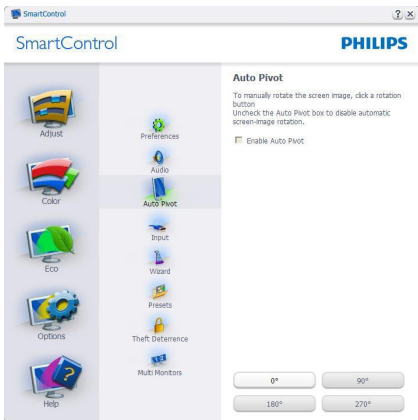 SmartControl
SmartControl
PHILIPS
Adjust
Color
Eco
Options
Help
Preferences
Audio
Auto Pivot
Input
Wizard
Presets
Theft Deterrence
Multi Monitors
Auto Pivot
To manually rotate the screen image, click a rotation
button
Uncheck the Auto Pivot box to disable automatic
screen-image rotation.
Enable Auto Pivot
0° 90°
180° 270°